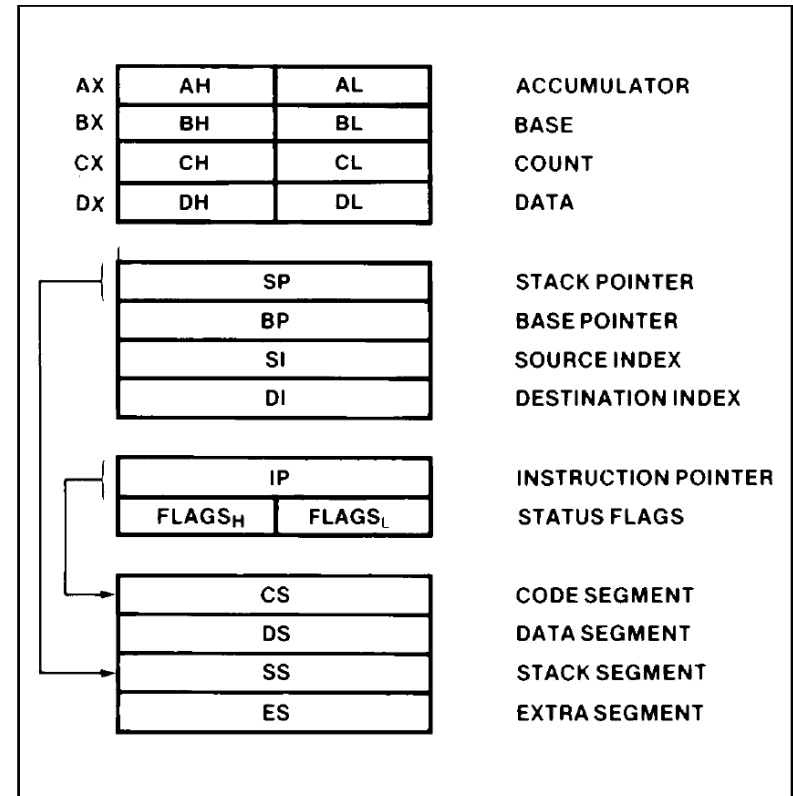 AX AH AL ACCUMULATOR
BX BH BL BASE
CX CH CL COUNT
DX DH DL DATA
SP STACK POINTER
BP BASE POINTER
SI SOURCE INDEX
DI DESTINATION INDEX
IP INSTRUCTION POINTER
FLAGSH FLAGSL STATUS FLAGS
CS CODE SEGMENT
DS DATA SEGMENT
SS STACK SEGMENT
ES EXTRA SEGMENT